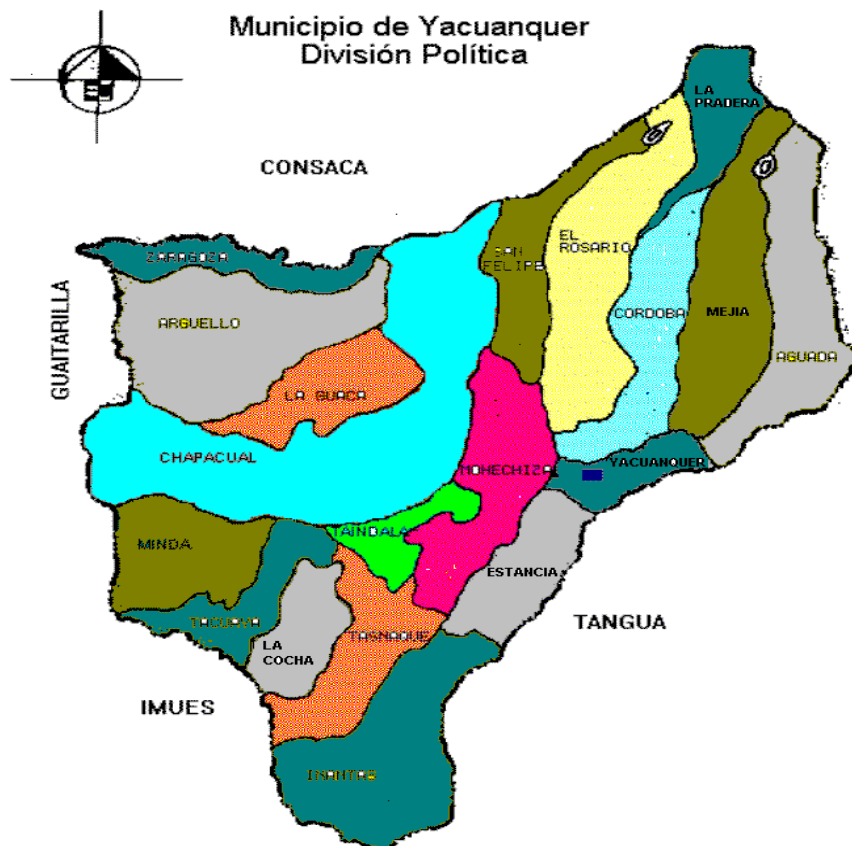 Municipio de Yacuanquer
División Política
LA
PRADERA
CONSACA
SAN
FELIPE
EL
ROSARIO
ZARAGOZA
CORDOBA
MEJIA
ARGUELLO
GUAITARILLA
AGUADA
LA GUACA
CHAPACUAL
MOHECHIZA
YACUANQUER
TAINDALA
MINDA
ESTANCIA
TACUAYA
TASNAQUE
TANGUA
LA
COCHA
IMUES
INANTAS